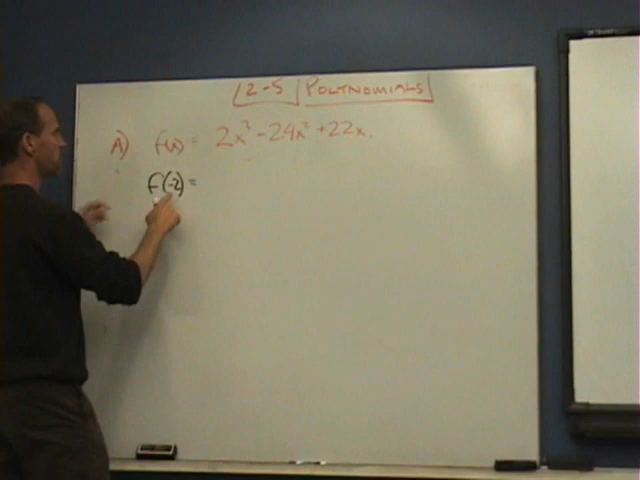 2-5 POLYNOMIALS
A) f(x) = 2x³ - 24x² + 22x.
f(-2) =